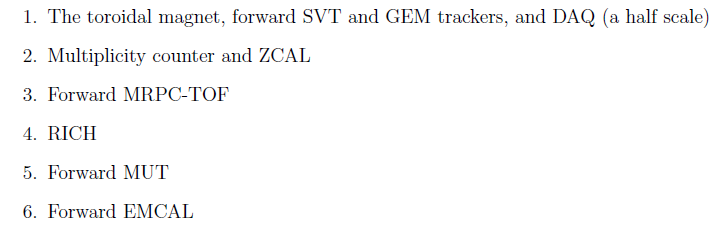 1. The toroidal magnet, forward SVT and GEM trackers, and DAQ (a half scale)
2. Multiplicity counter and ZCAL
3. Forward MRPC-TOF
4. RICH
5. Forward MUT
6. Forward EMCAL